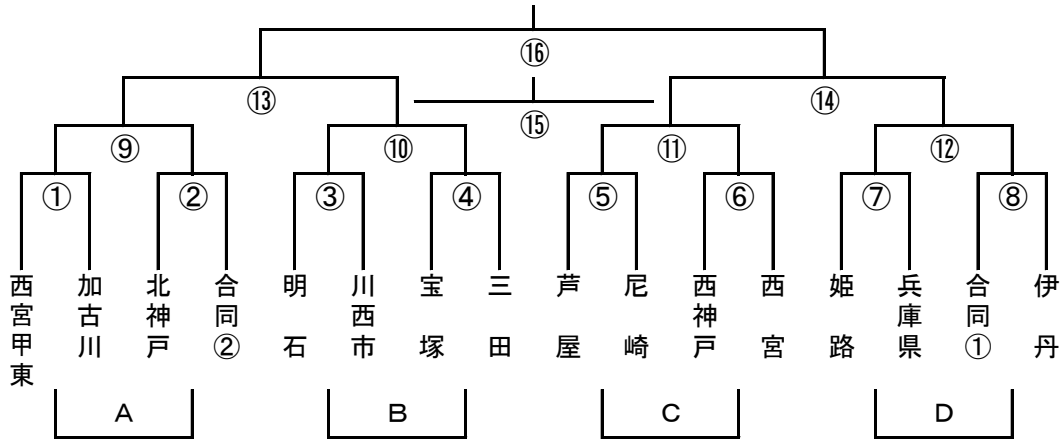 ⑯
⑬ ⑮ ⑭
⑨ ⑩ ⑪ ⑫
① ② ③ ④ ⑤ ⑥ ⑦ ⑧
西宮甲東
加古川
北神戸
合同②
明石
川西市
宝塚
三田
芦屋
尼崎
西神戸
西宮
姫路
兵庫県
合同①
伊丹
A B C D